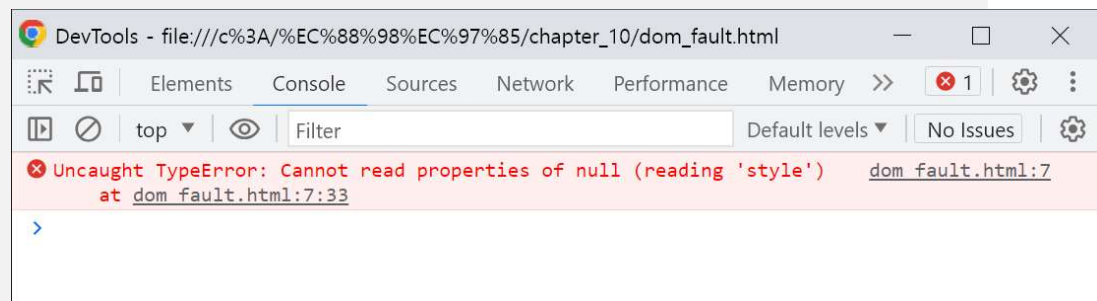 DevTools - file:///c%3A/%EC%88%98%EC%97%85/chapter_10/dom_fault.html
Elements Console Sources Network Performance Memory 1
top Filter Default levels No Issues
Uncaught TypeError: Cannot read properties of null (reading 'style') dom_fault.html:7
at dom_fault.html:7:33